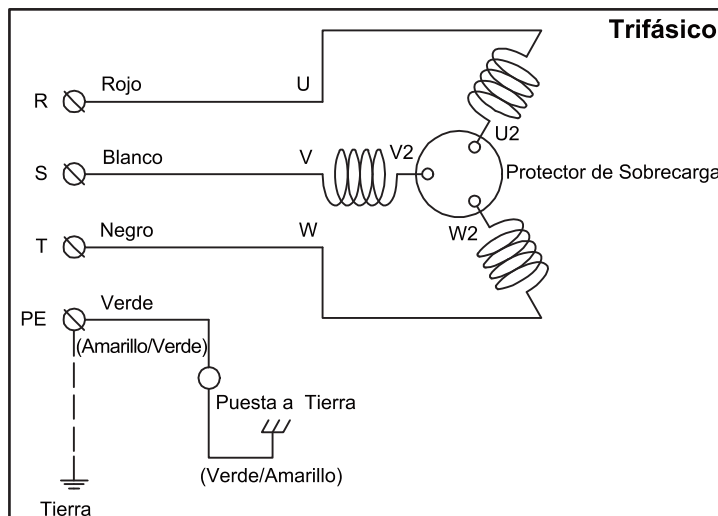 Trifásico
Rojo
U
R
U2
Blanco
V
V2
S
Protector de Sobrecarga
Negro
W
W2
T
Verde
PE
(Amarillo/Verde)
Puesta a Tierra
(Verde/Amarillo)
Tierra